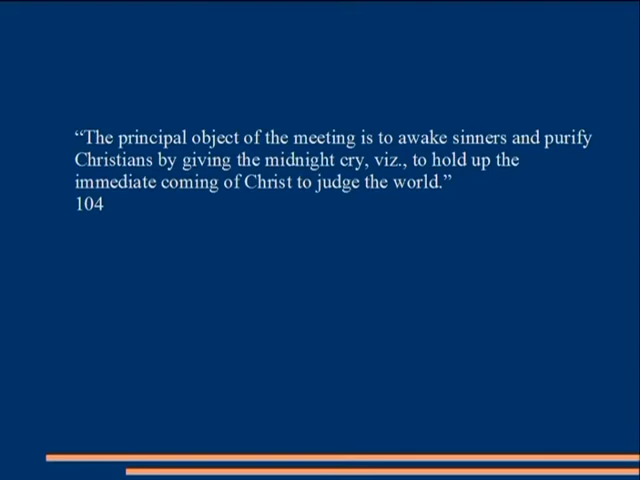 “The principal object of the meeting is to awake sinners and purify
Christians by giving the midnight cry, viz., to hold up the
immediate coming of Christ to judge the world.”
104